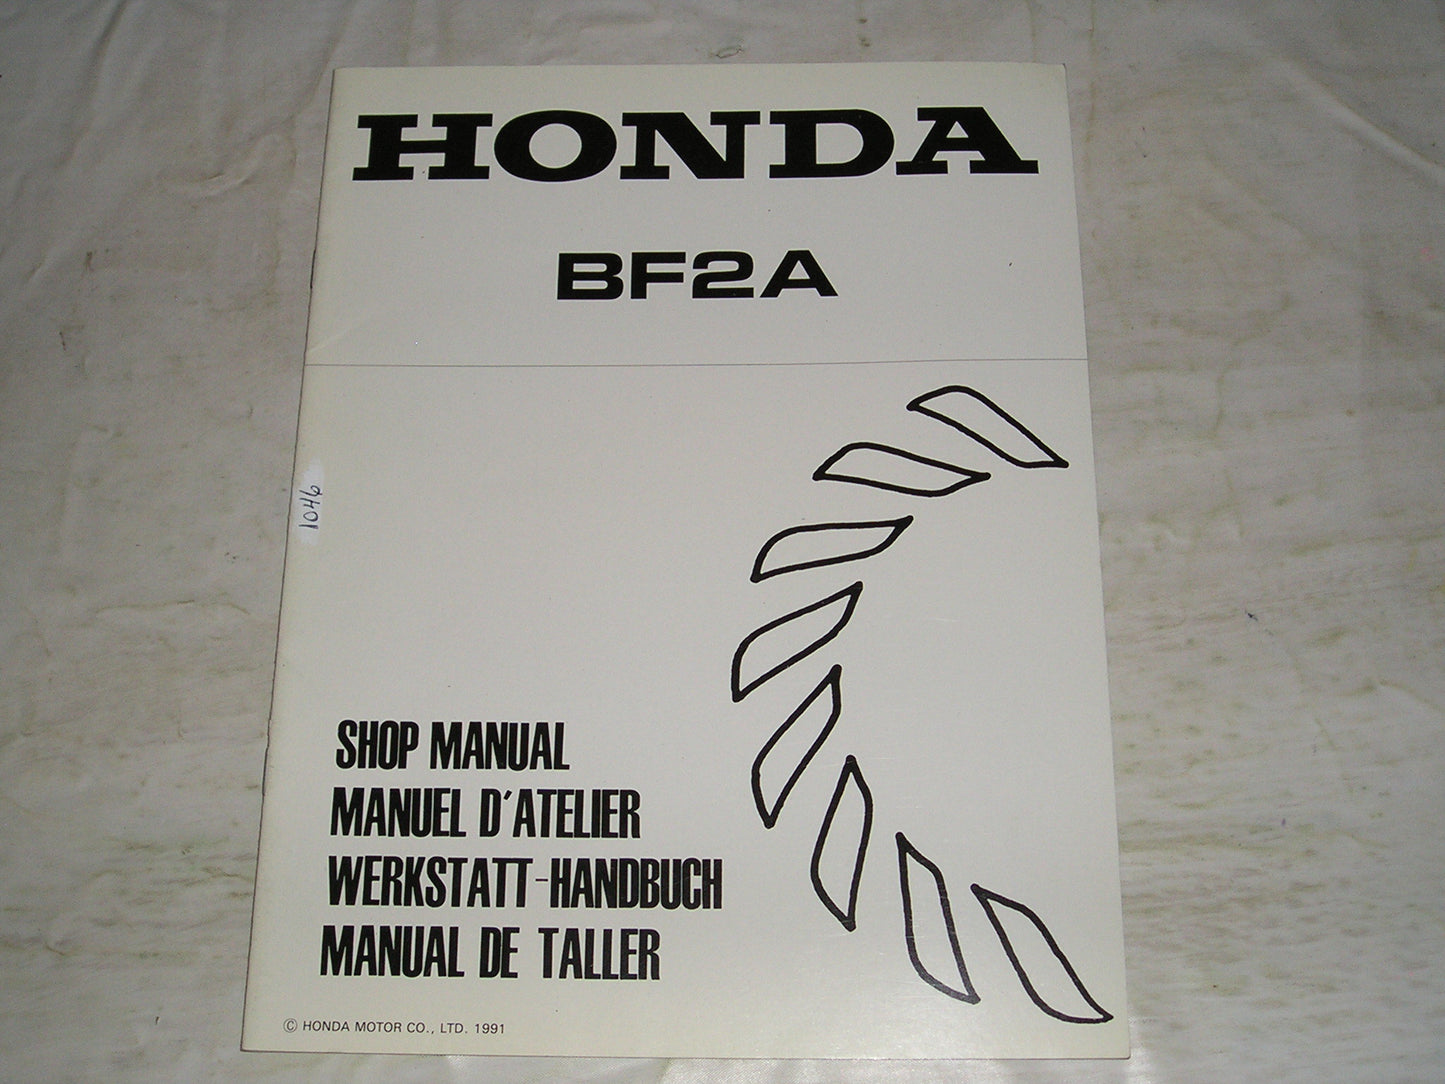 HONDA
BF2A
1046
SHOP MANUAL
MANUEL D'ATELIER
WERKSTATT-HANDBUCH
MANUAL DE TALLER
© HONDA MOTOR CO., LTD. 1991